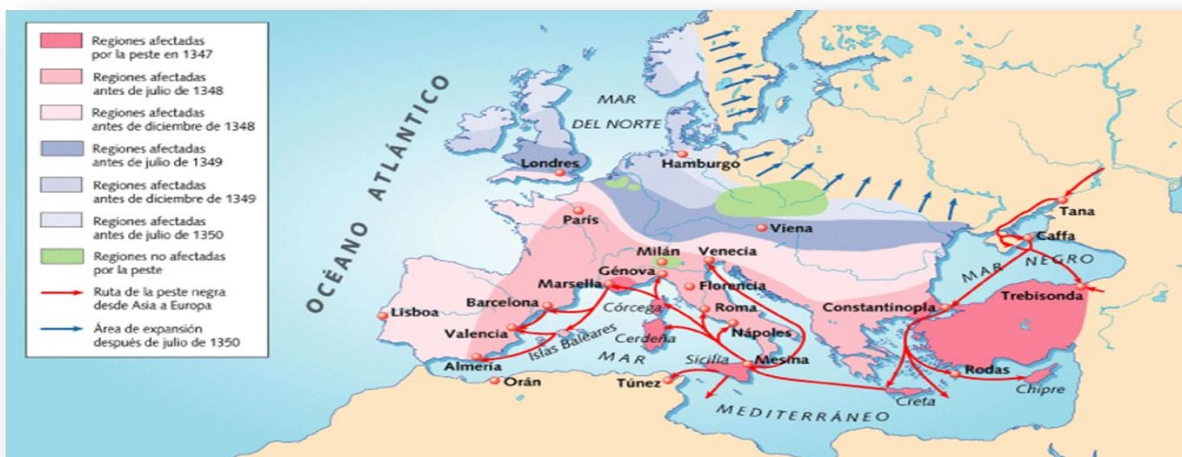 Regiones afectadas
por la peste en 1347
Regiones afectadas
antes de julio de 1348
Regiones afectadas
antes de diciembre de 1348
Regiones afectadas
antes de julio de 1349
Regiones afectadas
antes de diciembre de 1349
Regiones afectadas
antes de julio de 1350
Regiones no afectadas
por la peste
Ruta de la peste negra
desde Asia a Europa
Área de expansión
después de julio de 1350
OCÉANO ATLÁNTICO
MAR
DEL NORTE
Londres
Hamburgo
París
Viena
Tana
Caffa
MAR NEGRO
Trebisonda
Milán
Venecia
Génova
Marsella
Florencia
Constantinopla
Barcelona
Córcega
Roma
Lisboa
Valencia
Nápoles
Islas Baleares
Cerdeña
Almería
MAR
Sicilia
Mesina
Orán
Túnez
Rodas
Chipre
Creta
MEDITERRÁNEO